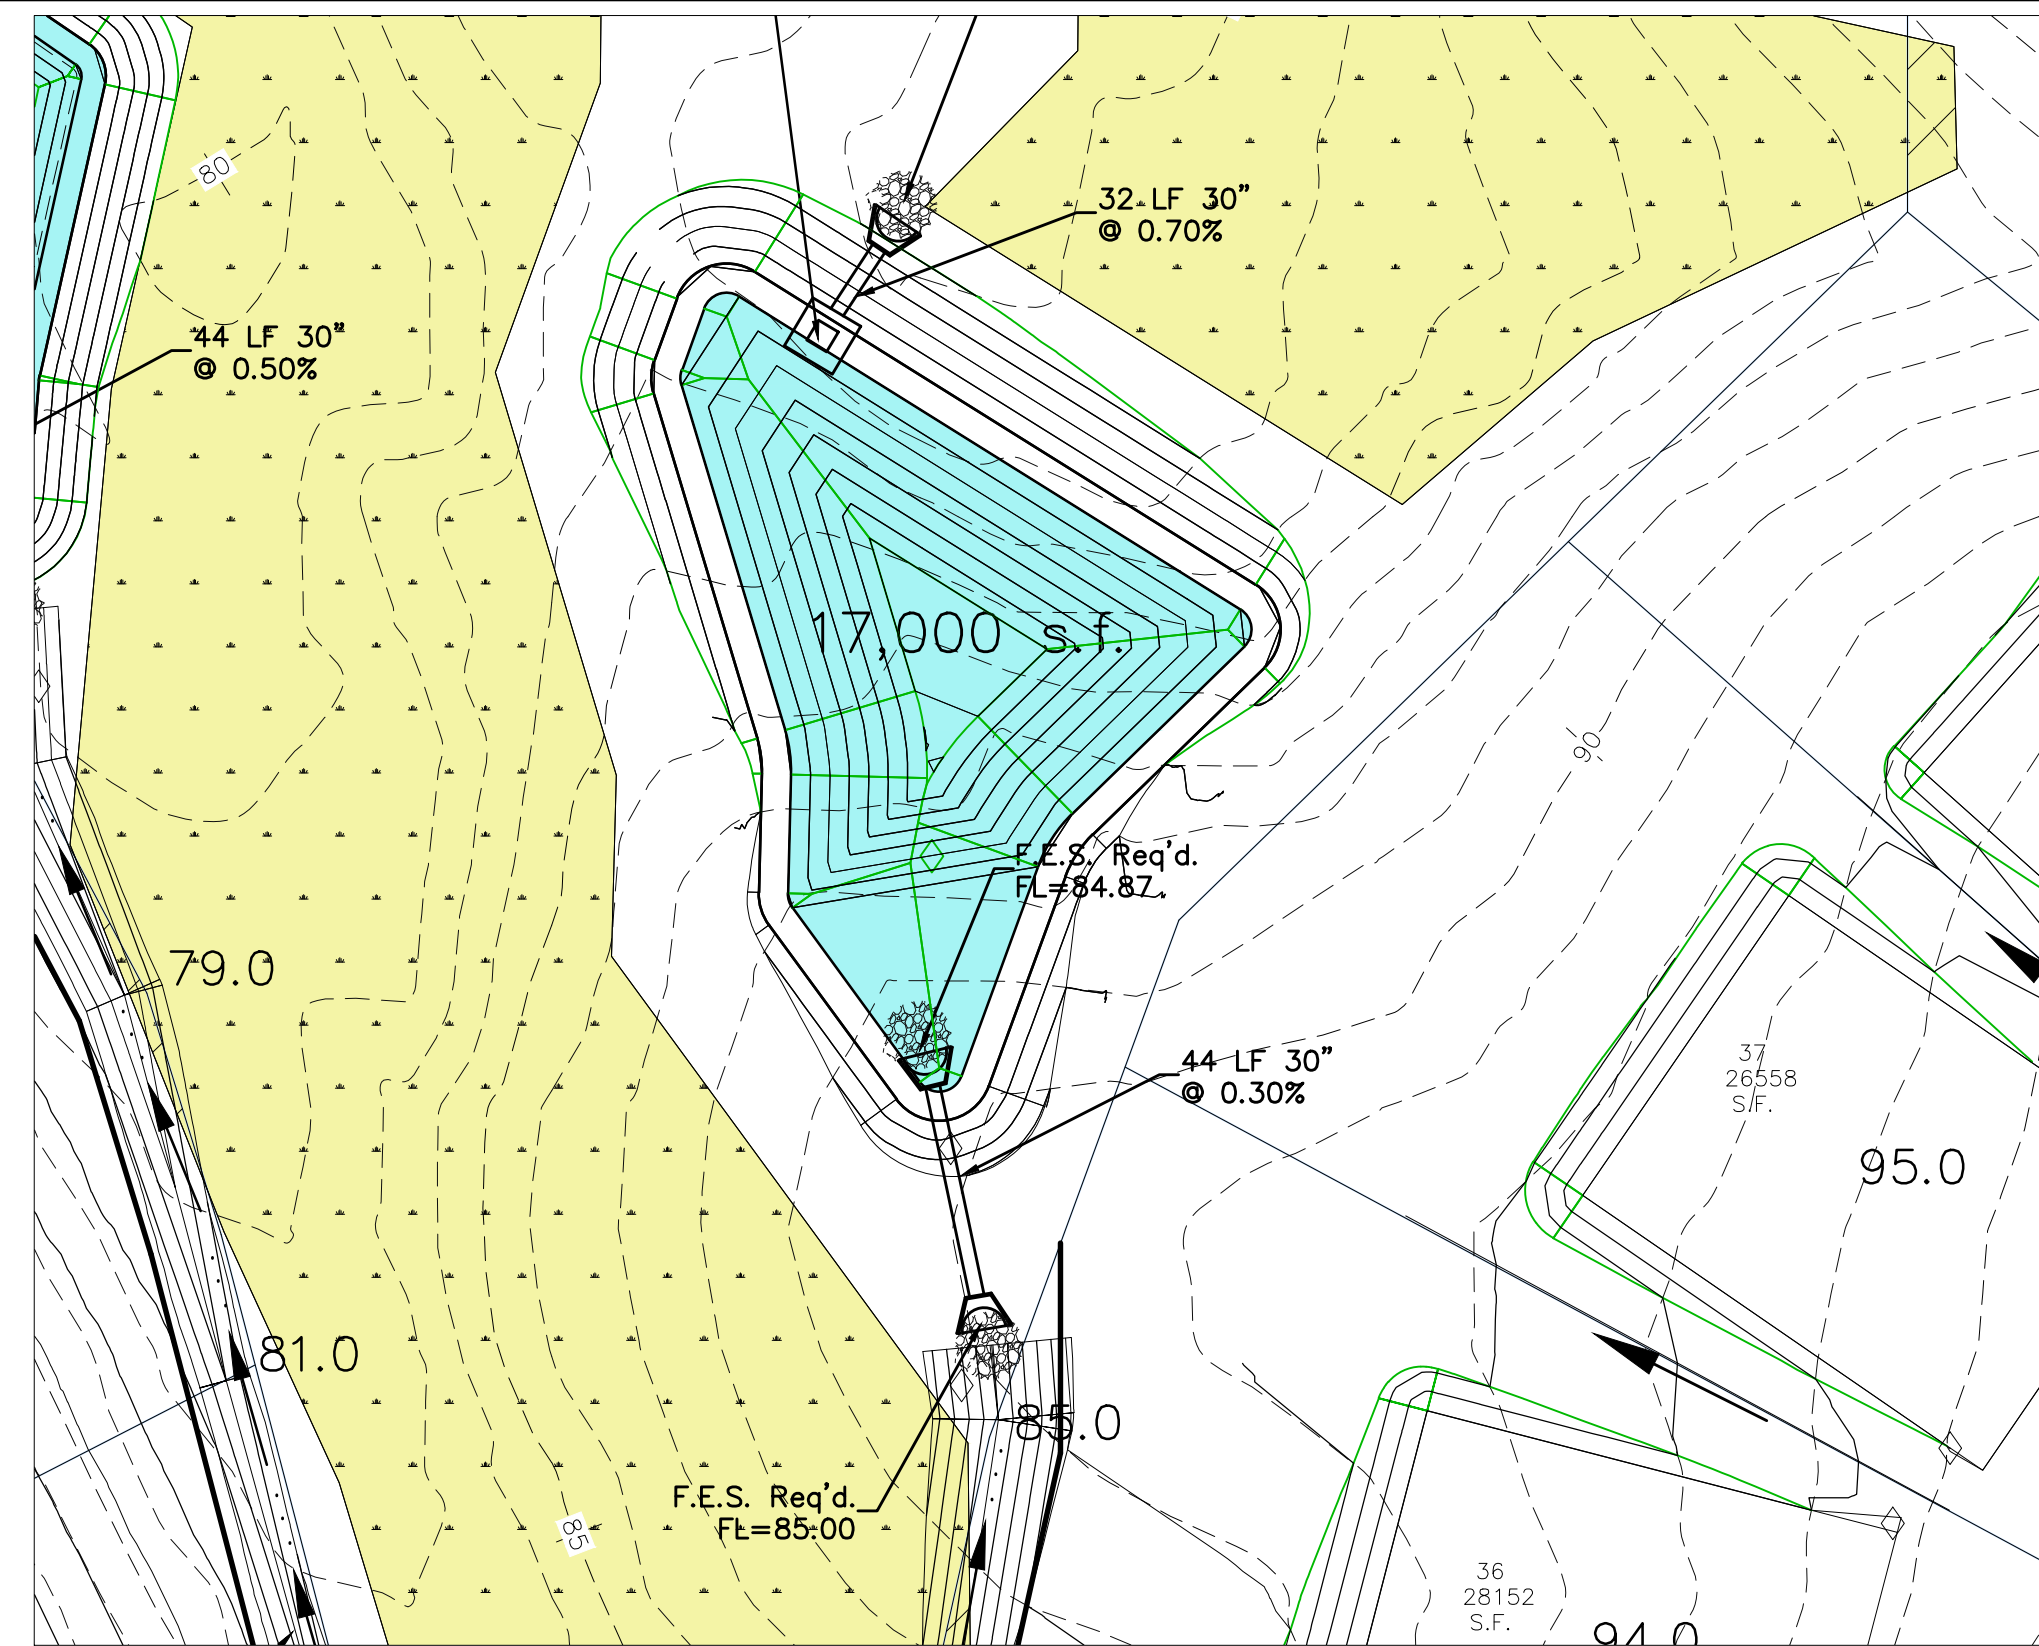 80
32 LF 30"
@ 0.70%
44 LF 30"
@ 0.50%
17,000 s.f.
90
F.E.S. Req'd.
FL=84.87
79.0
37
26558
S.F.
44 LF 30"
@ 0.30%
95.0
81.0
85.0
F.E.S. Req'd.
FL=85.00
85
36
28152
S.F.
94.0